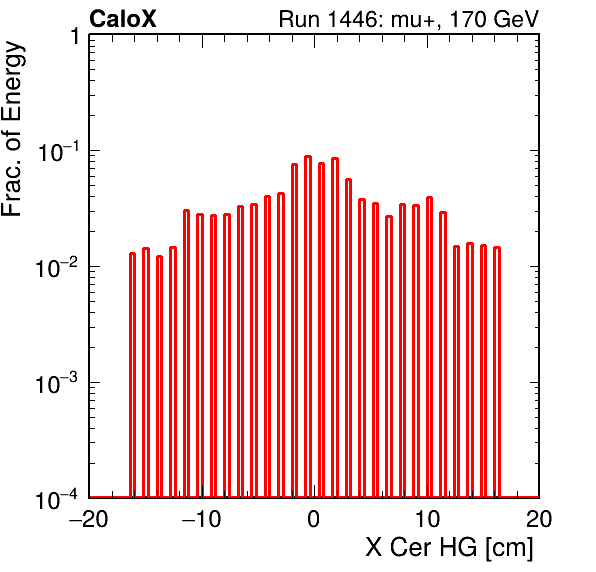 CaloX Run 1446: mu+, 170 GeV
Frac. of Energy
1
10⁻¹
10⁻²
10⁻³
10⁻⁴
−20 −10 0 10 20
X Cer HG [cm]